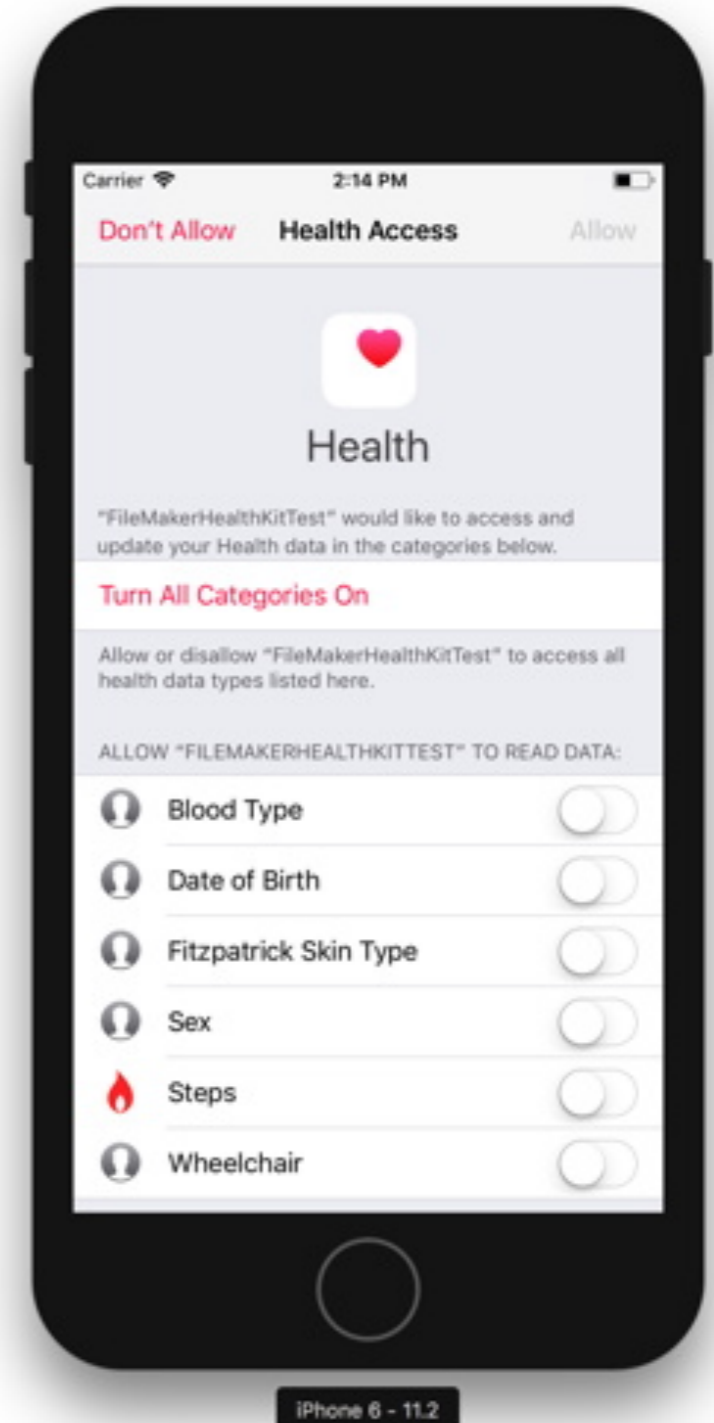 Carrier 2:14 PM
Don't Allow Health Access Allow
Health
"FileMakerHealthKitTest" would like to access and
update your Health data in the categories below.
Turn All Categories On
Allow or disallow "FileMakerHealthKitTest" to access all
health data types listed here.
ALLOW "FILEMAKERHEALTHKITTEST" TO READ DATA:
Blood Type
Date of Birth
Fitzpatrick Skin Type
Sex
Steps
Wheelchair
iPhone 6 - 11.2